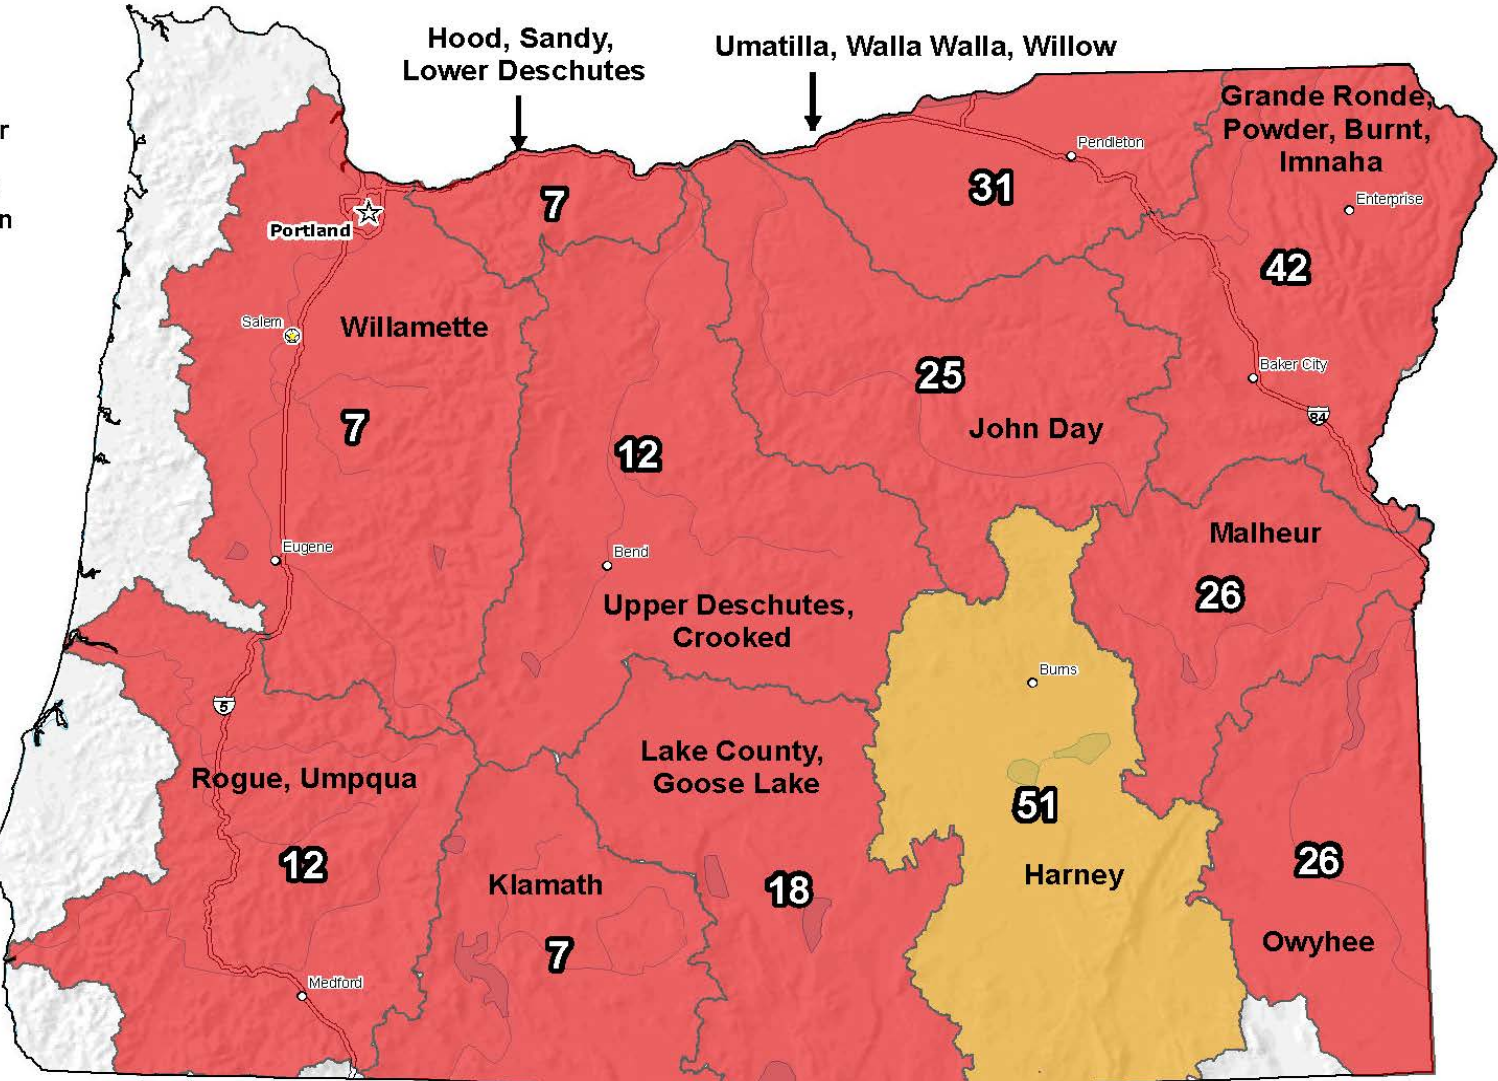 Hood, Sandy,
Lower Deschutes
Umatilla, Walla Walla, Willow
Grande Ronde,
Powder, Burnt,
Imnaha
r
n
Pendleton
Enterprise
31
7
42
Portland
Salem
Willamette
7
12
25
John Day
Baker City
84
Eugene
Bend
Upper Deschutes,
Crooked
Malheur
26
Burns
5
Rogue, Umpqua
12
Lake County,
Goose Lake
18
51
Harney
Klamath
7
26
Owyhee
Medford